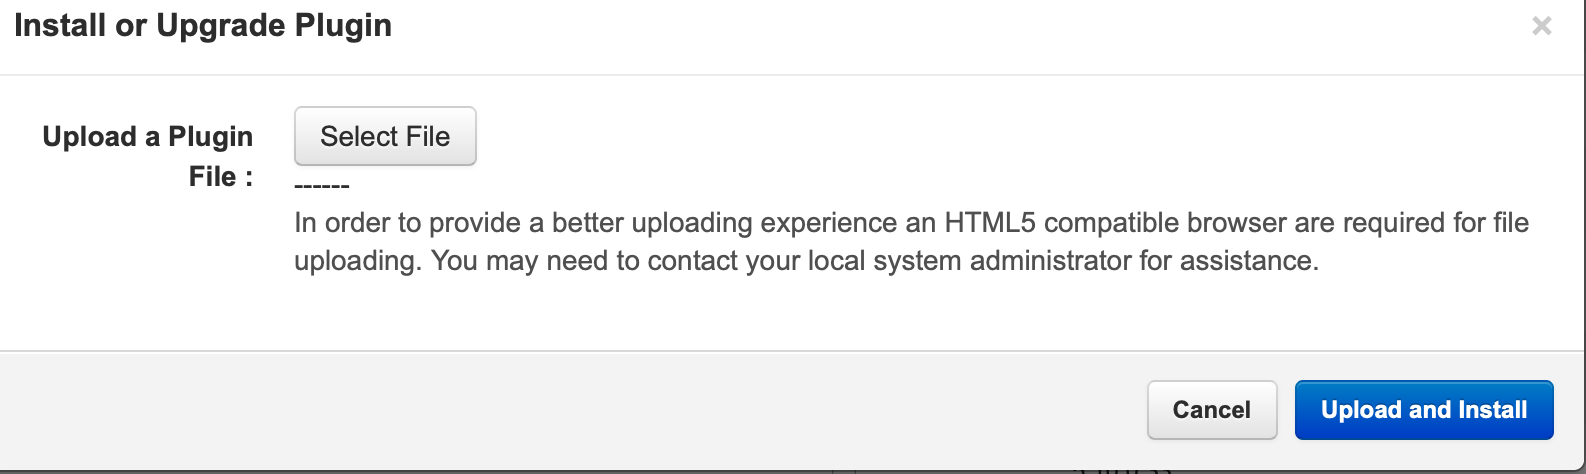 Install or Upgrade Plugin
×
Upload a Plugin
File :
Select File
------
In order to provide a better uploading experience an HTML5 compatible browser are required for file
uploading. You may need to contact your local system administrator for assistance.
Cancel
Upload and Install